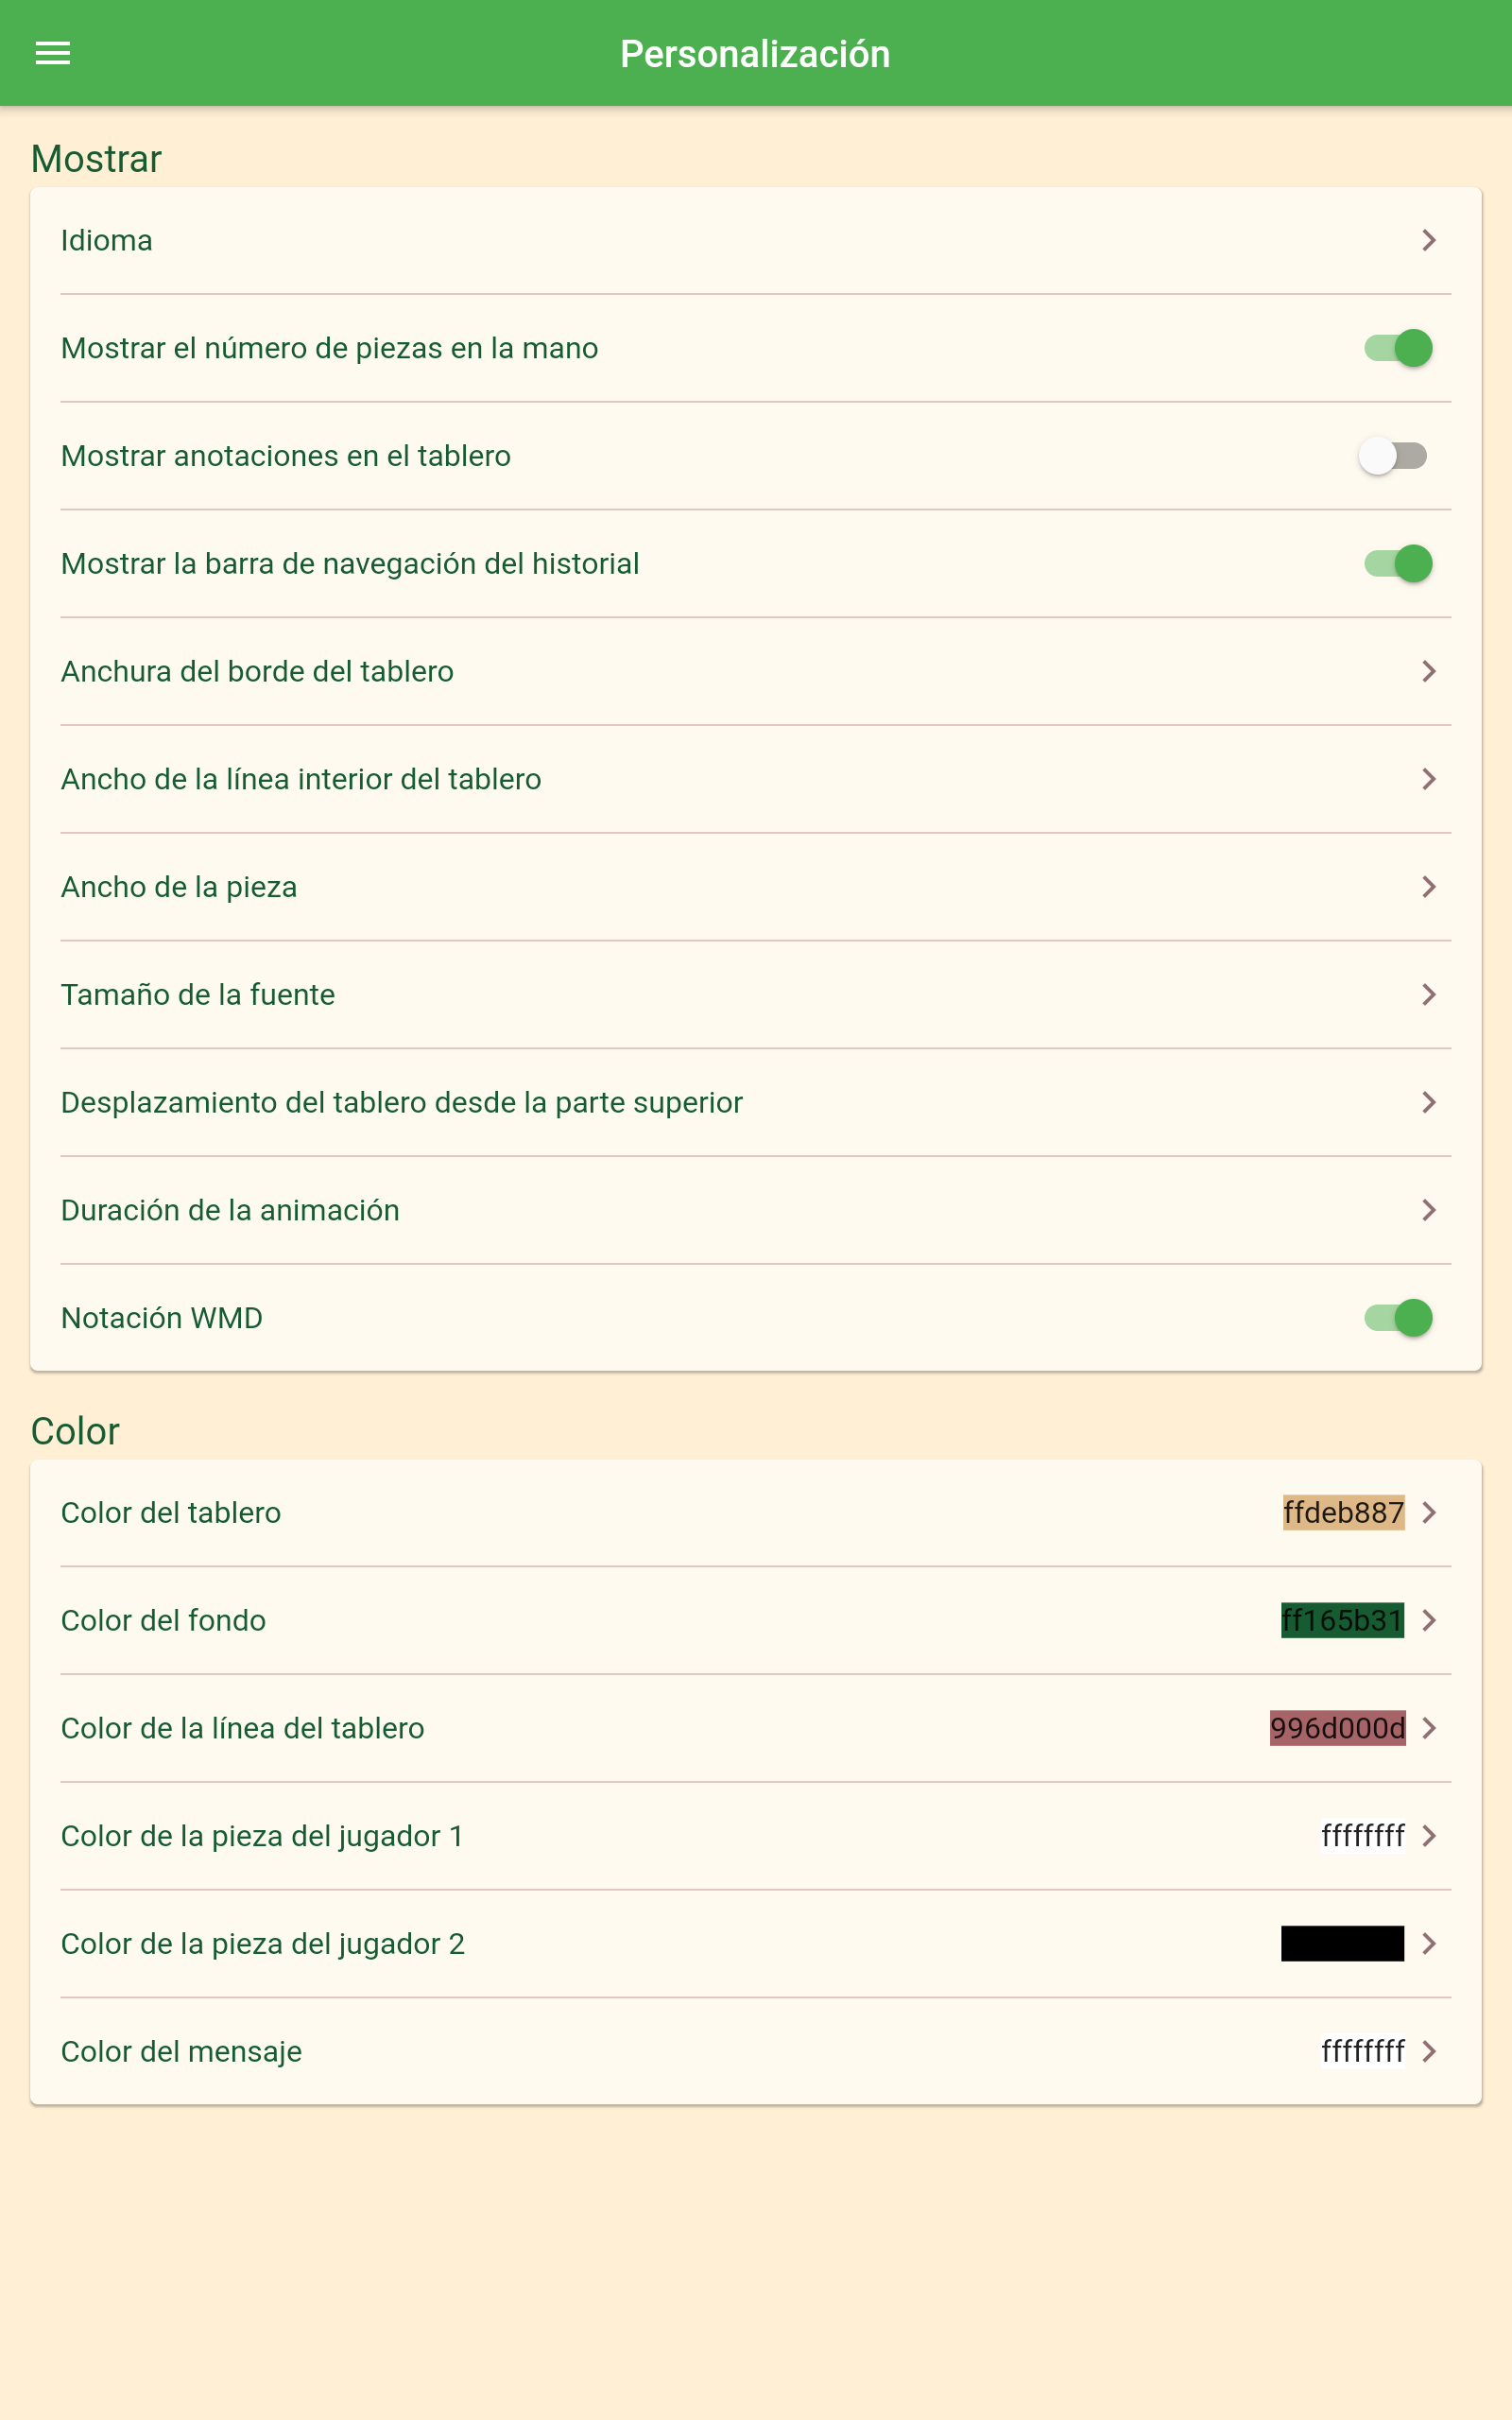 Personalización
Mostrar
Idioma
Mostrar el número de piezas en la mano
Mostrar anotaciones en el tablero
Mostrar la barra de navegación del historial
Anchura del borde del tablero
Ancho de la línea interior del tablero
Ancho de la pieza
Tamaño de la fuente
Desplazamiento del tablero desde la parte superior
Duración de la animación
Notación WMD
Color
Color del tablero ffdeb887
Color del fondo ff165b31
Color de la línea del tablero 996d000d
Color de la pieza del jugador 1 ffffffff
Color de la pieza del jugador 2
Color del mensaje ffffffff